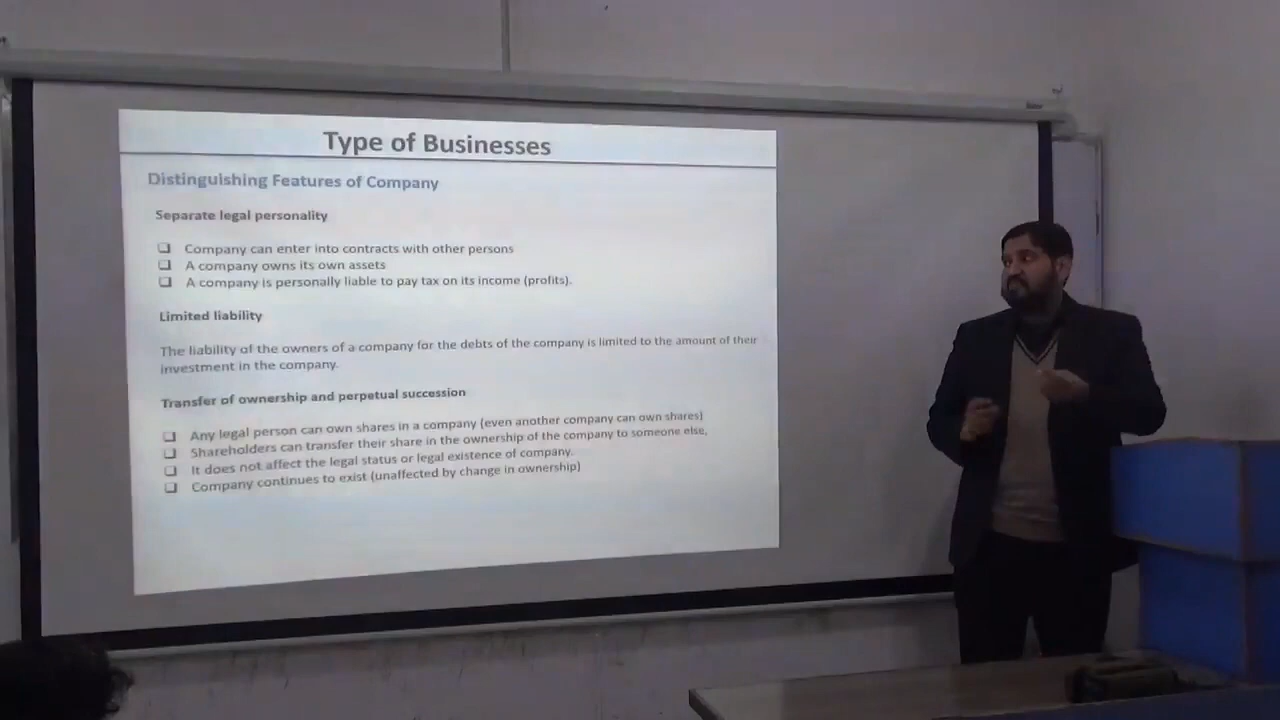 Type of Businesses
Distinguishing Features of Company
Separate legal personality
❑ Company can enter into contracts with other persons
❑ A company owns its own assets
❑ A company is personally liable to pay tax on its income (profits).
Limited liability
The liability of the owners of a company for the debts of the company is limited to the amount of their
investment in the company.
Transfer of ownership and perpetual succession
❑ Any legal person can own shares in a company (even another company can own shares)
❑ Shareholders can transfer their share in the ownership of the company to someone else,
❑ It does not affect the legal status or legal existence of company.
❑ Company continues to exist (unaffected by change in ownership)